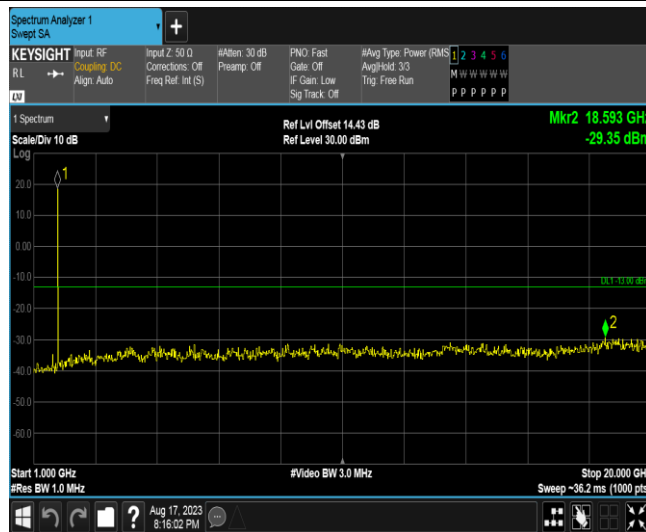 Spectrum Analyzer 1
Swept SA
+
KEYSIGHT
RL
LXI
Input: RF
Coupling: DC
Align: Auto
Input Z: 50 Ω
Corrections: Off
Freq Ref: Int (S)
#Atten: 30 dB
Preamp: Off
PNO: Fast
Gate: Off
IF Gain: Low
Sig Track: Off
#Avg Type: Power (RMS
Avg|Hold: 3/3
Trig: Free Run
1 2 3 4 5 6
M W W W W W
P P P P P P
1 Spectrum
Scale/Div 10 dB
Log
Ref Lvl Offset 14.43 dB
Ref Level 30.00 dBm
Mkr2 18.593 GHz
-29.35 dBm
1
20.0
10.0
0.00
-10.0
DL1 -13.00 dBm
-20.0
2
-30.0
-40.0
-50.0
-60.0
Start 1.000 GHz
#Res BW 1.0 MHz
#Video BW 3.0 MHz
Stop 20.000 GHz
Sweep ~36.2 ms (1000 pts)
?
Aug 17, 2023
8:16:02 PM